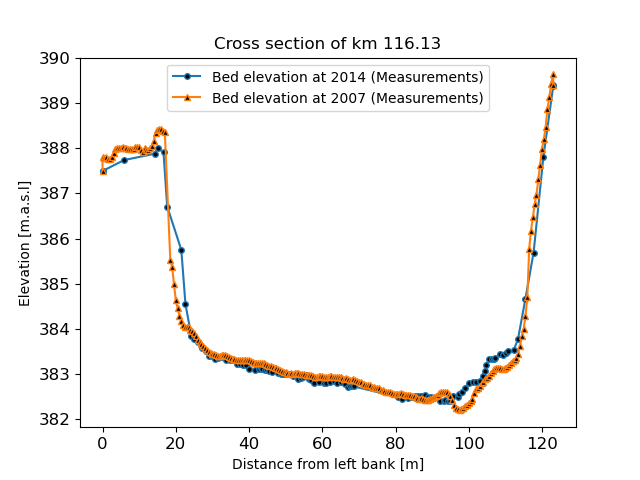 Cross section of km 116.13
Bed elevation at 2014 (Measurements)
Bed elevation at 2007 (Measurements)
390
389
388
387
386
385
384
383
382
Elevation [m.a.s.l]
0 20 40 60 80 100 120
Distance from left bank [m]